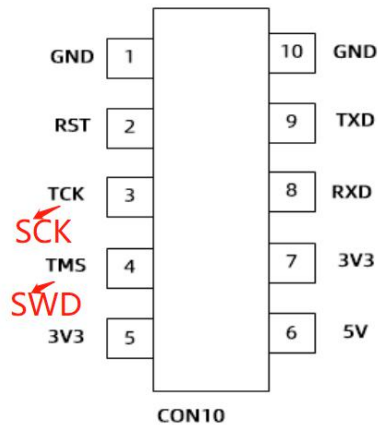 GND 1 10 GND
RST 2 9 TXD
TCK 3 8 RXD
SCK
TMS 4 7 3V3
SWD
3V3 5 6 5V
CON10